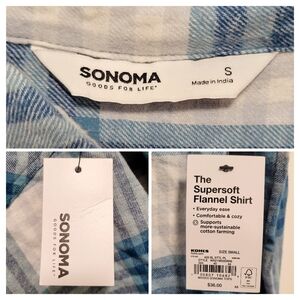 SONOMA
GOODS FOR LIFE
S
Made in India
SONOMA
GOODS FOR LIFE
The
Supersoft
Flannel Shirt
• Everyday ease
• Comfortable & cozy
• Supports
more-sustainable
cotton farming
KOHLS
SIZE: SMALL
$36.00